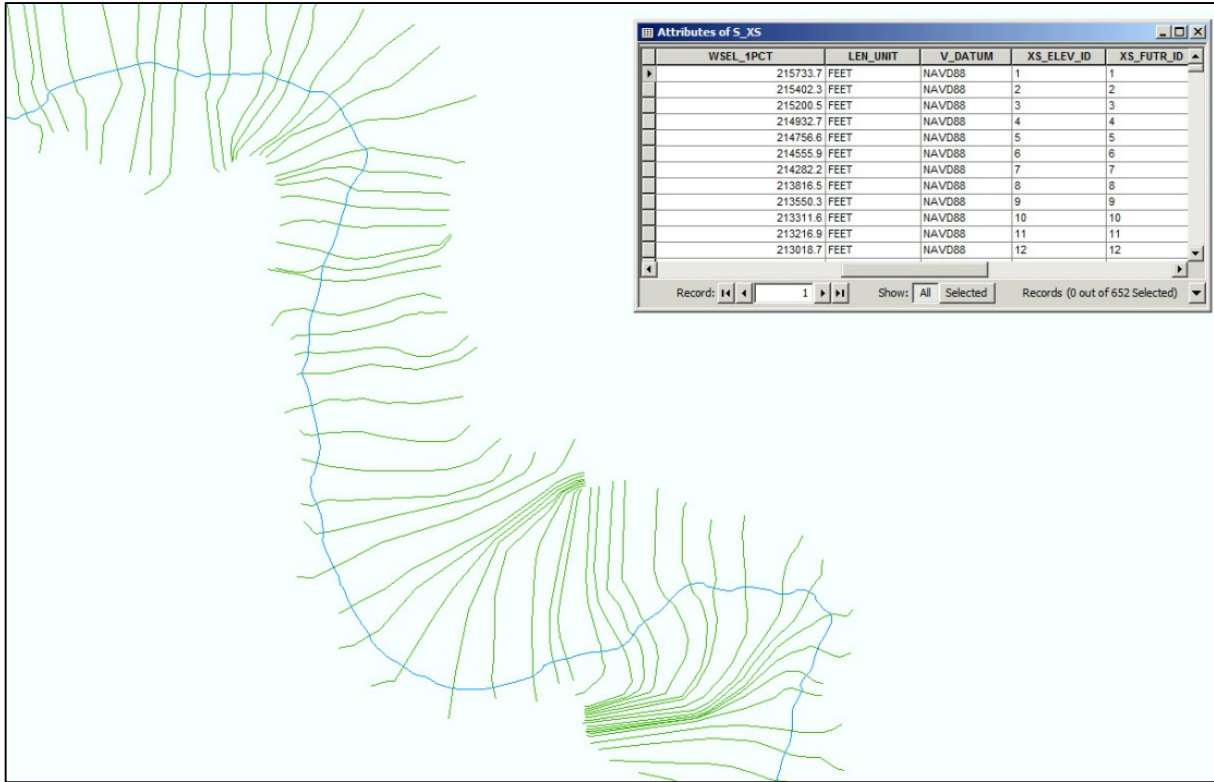 Attributes of S_XS
WSEL_1PCT LEN_UNIT V_DATUM XS_ELEV_ID XS_FUTR_ID
215733.7 FEET NAVD88 1 1
215402.3 FEET NAVD88 2 2
215200.5 FEET NAVD88 3 3
214932.7 FEET NAVD88 4 4
214756.6 FEET NAVD88 5 5
214555.9 FEET NAVD88 6 6
214282.2 FEET NAVD88 7 7
213816.5 FEET NAVD88 8 8
213550.3 FEET NAVD88 9 9
213311.6 FEET NAVD88 10 10
213216.9 FEET NAVD88 11 11
213018.7 FEET NAVD88 12 12
Record: 1 Show: All Selected Records (0 out of 652 Selected)